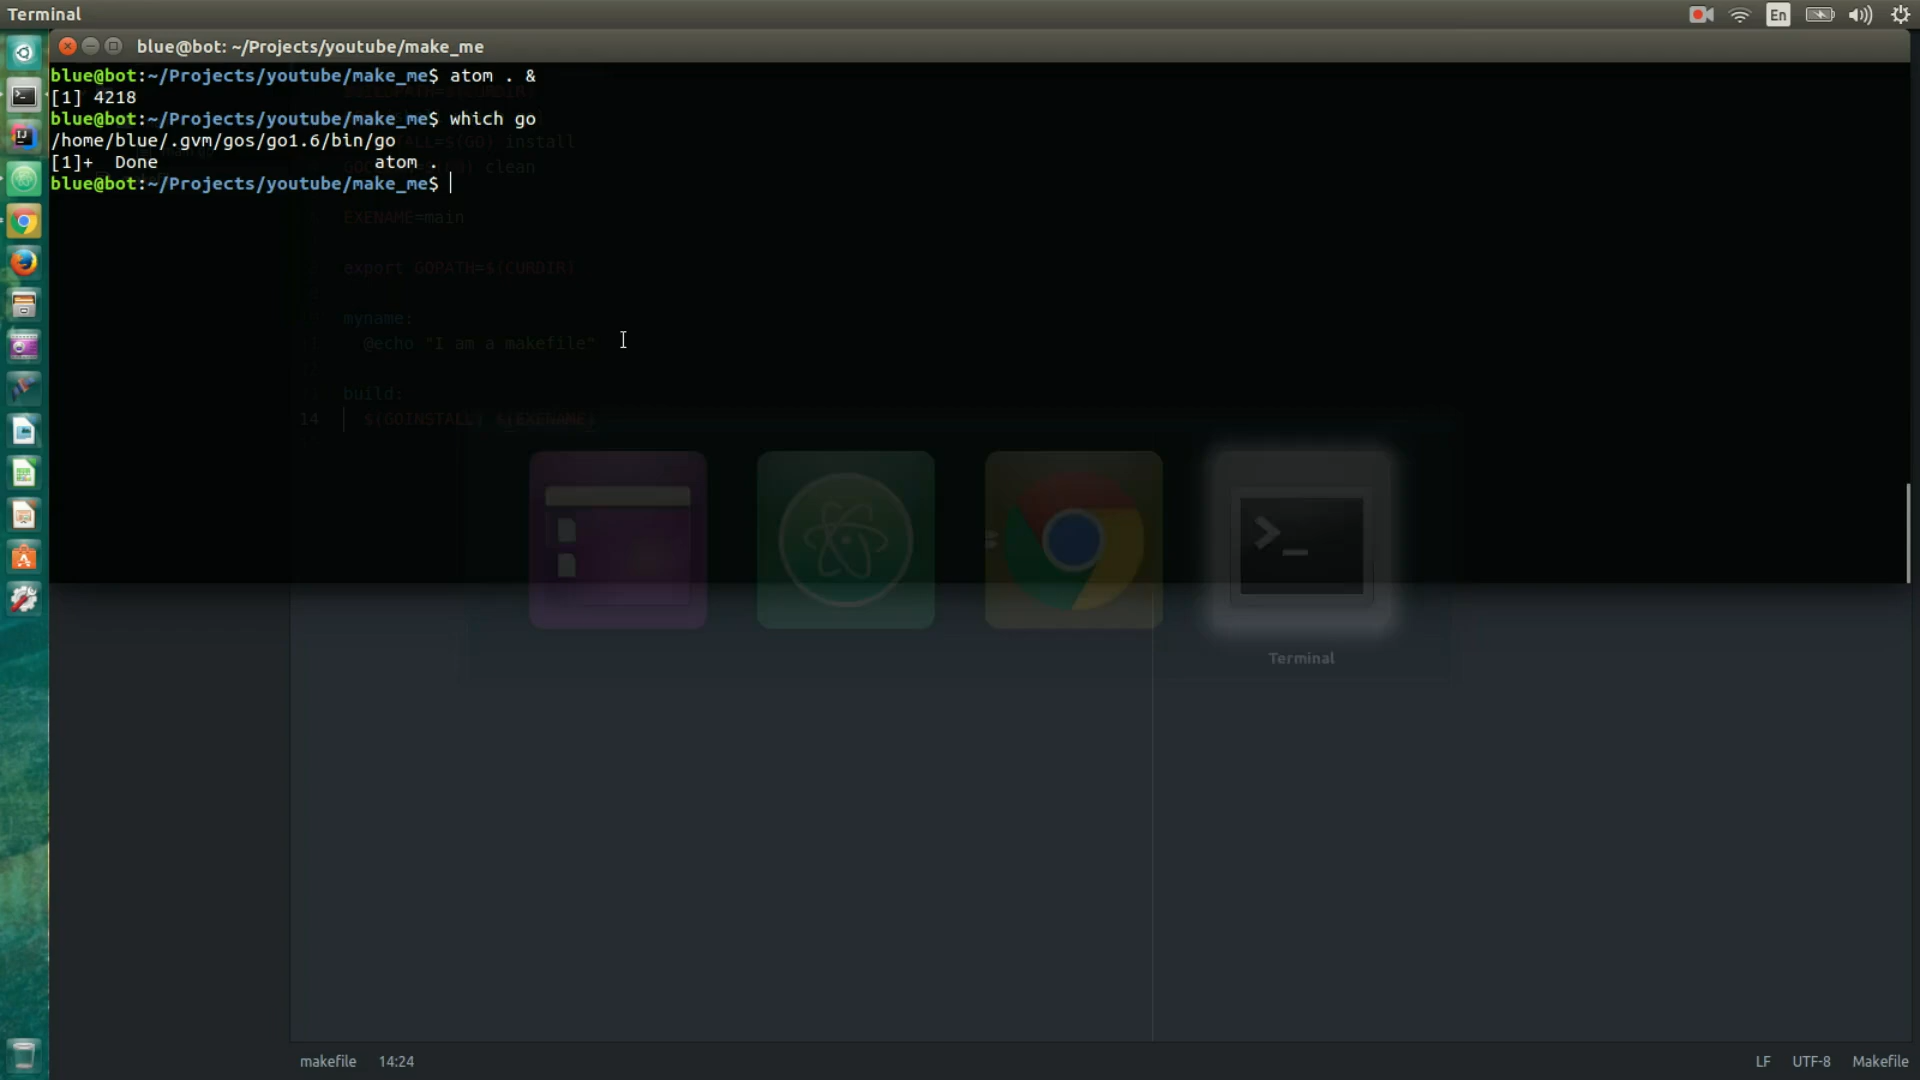 Terminal
En
blue@bot: ~/Projects/youtube/make_me
blue@bot:~/Projects/youtube/make_me$ atom . &
[1] 4218
blue@bot:~/Projects/youtube/make_me$ which go
/home/blue/.gvm/gos/go1.6/bin/go
[1]+  Done                    atom .
blue@bot:~/Projects/youtube/make_me$
install
clean
EXENAME=main
export GOPATH=$(CURDIR)
myname:
@echo "I am a makefile"
build:
14 $(GOINSTALL) $(EXENAME)
Terminal
makefile 14:24
LF UTF-8 Makefile